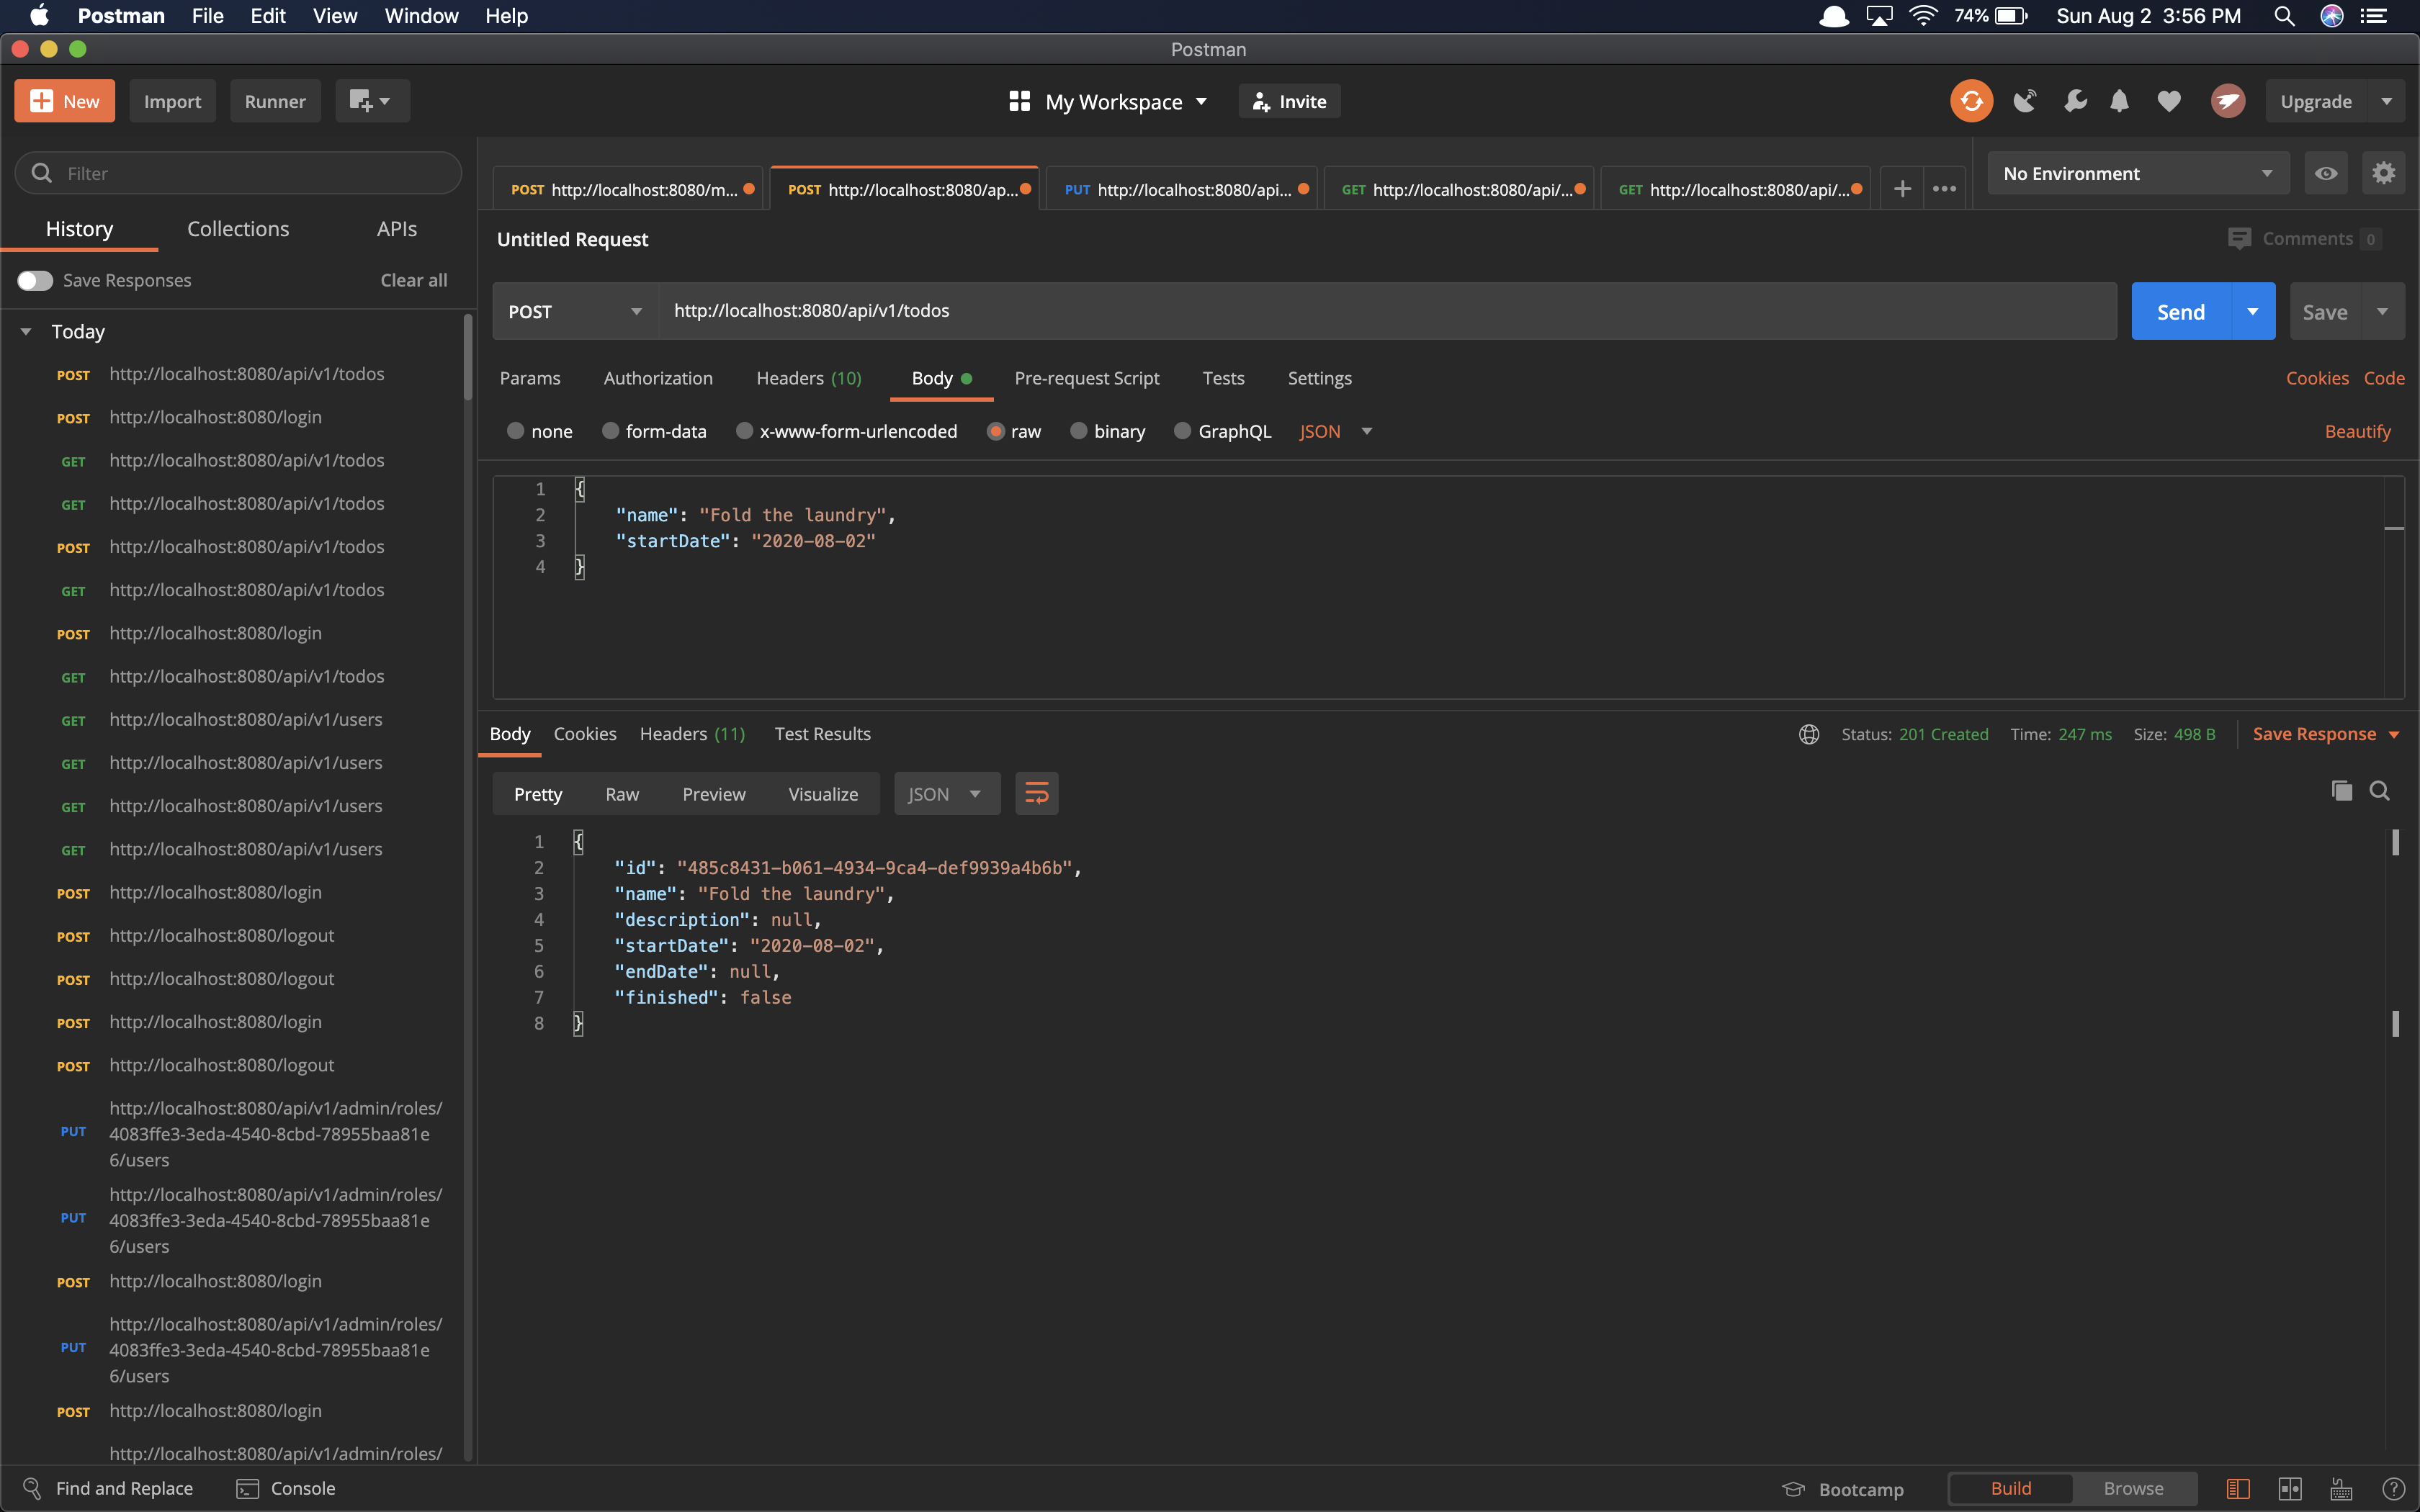 Postman File Edit View Window Help 74% Sun Aug 2 3:56 PM
Postman
New Import Runner My Workspace Invite Upgrade
Filter
POST http://localhost:8080/m... POST http://localhost:8080/ap... PUT http://localhost:8080/api... GET http://localhost:8080/api/... GET http://localhost:8080/api/... No Environment
History Collections APIs
Untitled Request Comments 0
Save Responses Clear all
POST http://localhost:8080/api/v1/todos Send Save
Today
Params Authorization Headers (10) Body Pre-request Script Tests Settings Cookies Code
none form-data x-www-form-urlencoded raw binary GraphQL JSON Beautify
1 {
2 "name": "Fold the laundry",
3 "startDate": "2020-08-02"
4 }
Body Cookies Headers (11) Test Results Status: 201 Created Time: 247 ms Size: 498 B Save Response
Pretty Raw Preview Visualize JSON
1 {
2 "id": "485c8431-b061-4934-9ca4-def9939a4b6b",
3 "name": "Fold the laundry",
4 "description": null,
5 "startDate": "2020-08-02",
6 "endDate": null,
7 "finished": false
8 }
POST http://localhost:8080/api/v1/todos
POST http://localhost:8080/login
GET http://localhost:8080/api/v1/todos
GET http://localhost:8080/api/v1/todos
POST http://localhost:8080/api/v1/todos
GET http://localhost:8080/api/v1/todos
POST http://localhost:8080/login
GET http://localhost:8080/api/v1/todos
GET http://localhost:8080/api/v1/users
GET http://localhost:8080/api/v1/users
GET http://localhost:8080/api/v1/users
GET http://localhost:8080/api/v1/users
POST http://localhost:8080/login
POST http://localhost:8080/logout
POST http://localhost:8080/logout
POST http://localhost:8080/login
POST http://localhost:8080/logout
http://localhost:8080/api/v1/admin/roles/
PUT 4083ffe3-3eda-4540-8cbd-78955baa81e
6/users
http://localhost:8080/api/v1/admin/roles/
PUT 4083ffe3-3eda-4540-8cbd-78955baa81e
6/users
POST http://localhost:8080/login
http://localhost:8080/api/v1/admin/roles/
PUT 4083ffe3-3eda-4540-8cbd-78955baa81e
6/users
POST http://localhost:8080/login
http://localhost:8080/api/v1/admin/roles/
Find and Replace Console Bootcamp Build Browse